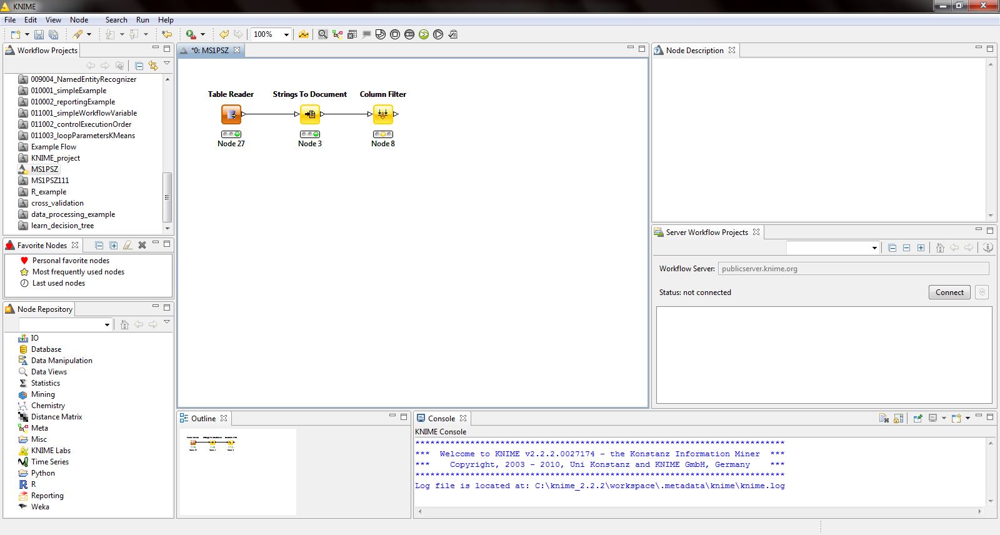 KNIME
File Edit View Node Search Run Help
100%
Workflow Projects
009004_NamedEntityRecognizer
010001_simpleExample
010002_reportingExample
011001_simpleWorkflowVariable
011002_controlExecutionOrder
011003_loopParametersKMeans
Example Flow
KNIME_project
MS1PSZ
MS1PSZ111
R_example
cross_validation
data_processing_example
learn_decision_tree
Favorite Nodes
Personal favorite nodes
Most frequently used nodes
Last used nodes
Node Repository
IO
Database
Data Manipulation
Data Views
Statistics
Mining
Chemistry
Distance Matrix
Meta
Misc
KNIME Labs
Time Series
Python
R
Reporting
Weka
*0: MS1PSZ
Table Reader Strings To Document Column Filter
Node 27 Node 3 Node 8
Outline
Node Description
Server Workflow Projects
Workflow Server: publicserver.knime.org
Status: not connected Connect
Console
KNIME Console
**************************************************************************
*** Welcome to KNIME v2.2.2.0027174 - the Konstanz Information Miner ***
*** Copyright, 2003 - 2010, Uni Konstanz and KNIME GmbH, Germany ***
**************************************************************************
Log file is located at: C:\knime_2.2.2\workspace\.metadata\knime\knime.log